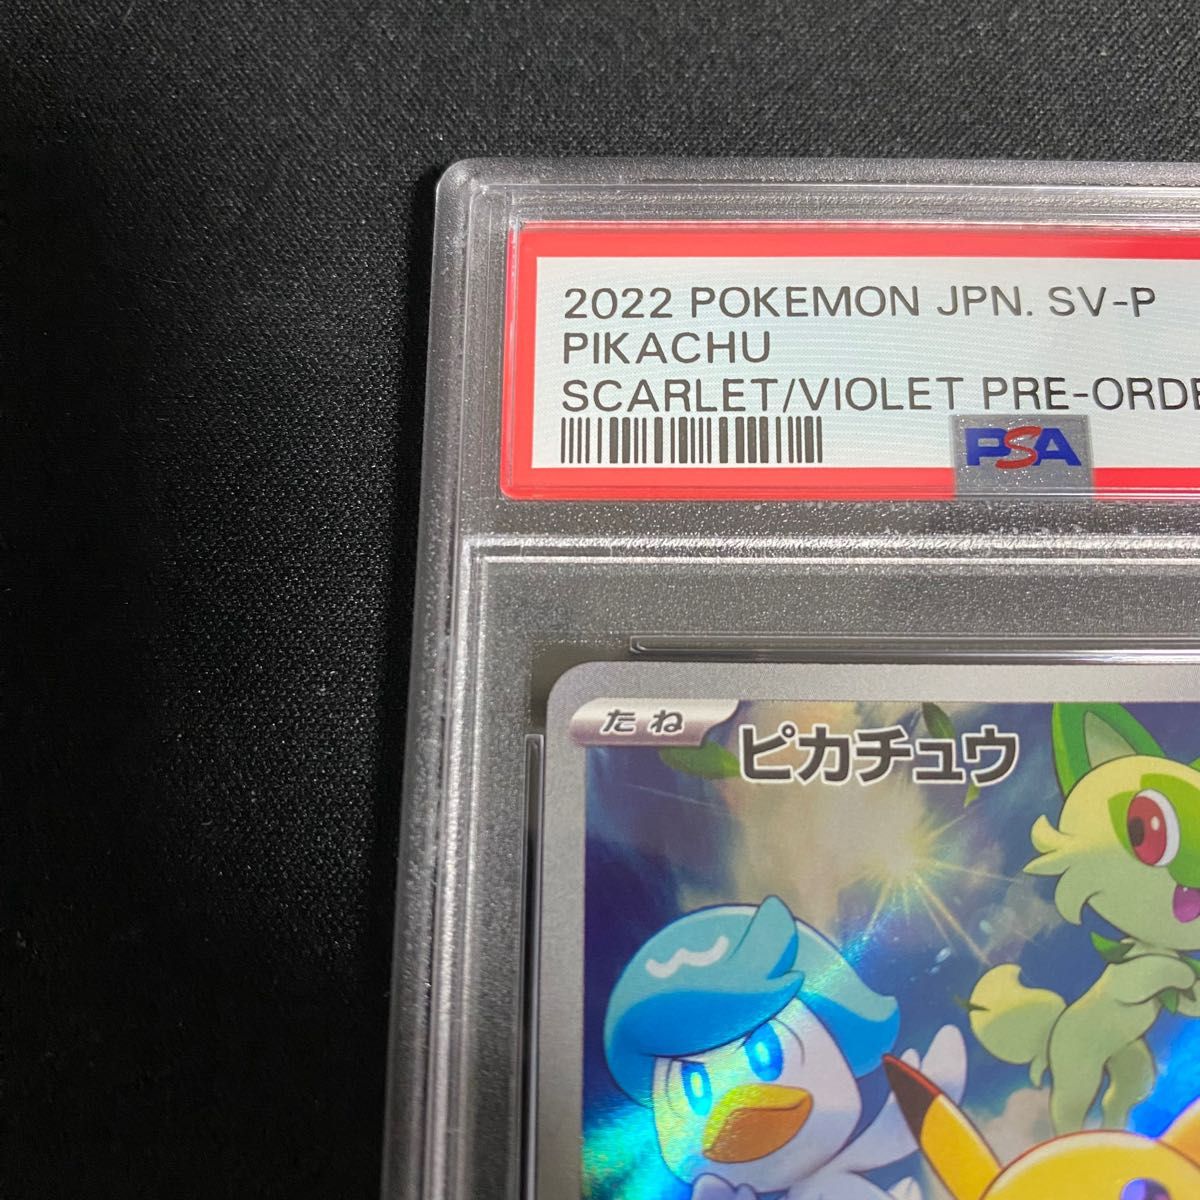 2022 POKEMON JPN. SV-P
PIKACHU
SCARLET/VIOLET PRE-ORDE
PSA
たね
ピカチュウ